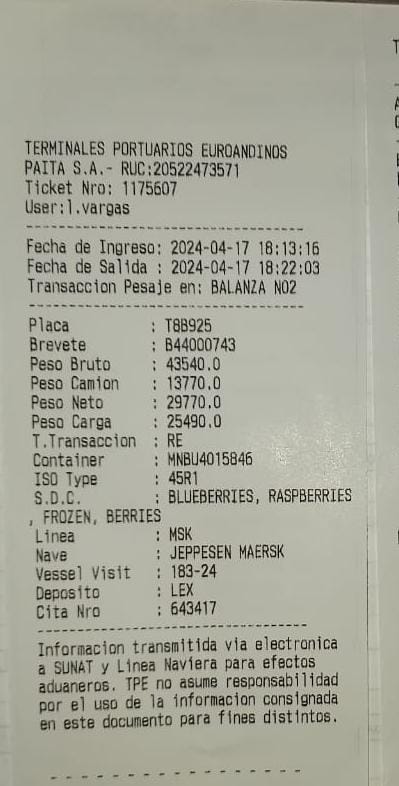 TERMINALES PORTUARIOS EUROANDINOS
PAITA S.A.- RUC:20522473571
Ticket Nro: 1175607
User:l.vargas
Fecha de Ingreso: 2024-04-17 18:13:16
Fecha de Salida : 2024-04-17 18:22:03
Transaccion Pesaje en: BALANZA NO2
Placa : T8B925
Brevete : B44000743
Peso Bruto : 43540.0
Peso Camion : 13770.0
Peso Neto : 29770.0
Peso Carga : 25490.0
T.Transaccion : RE
Container : MNBU4015846
ISO Type : 45R1
S.D.C. : BLUEBERRIES, RASPBERRIES
, FROZEN, BERRIES
Linea : MSK
Nave : JEPPESEN MAERSK
Vessel Visit : 183-24
Deposito : LEX
Cita Nro : 643417
Informacion transmitida via electronica
a SUNAT y Linea Naviera para efectos
aduaneros. TPE no asume responsabilidad
por el uso de la informacion consignada
en este documento para fines distintos.